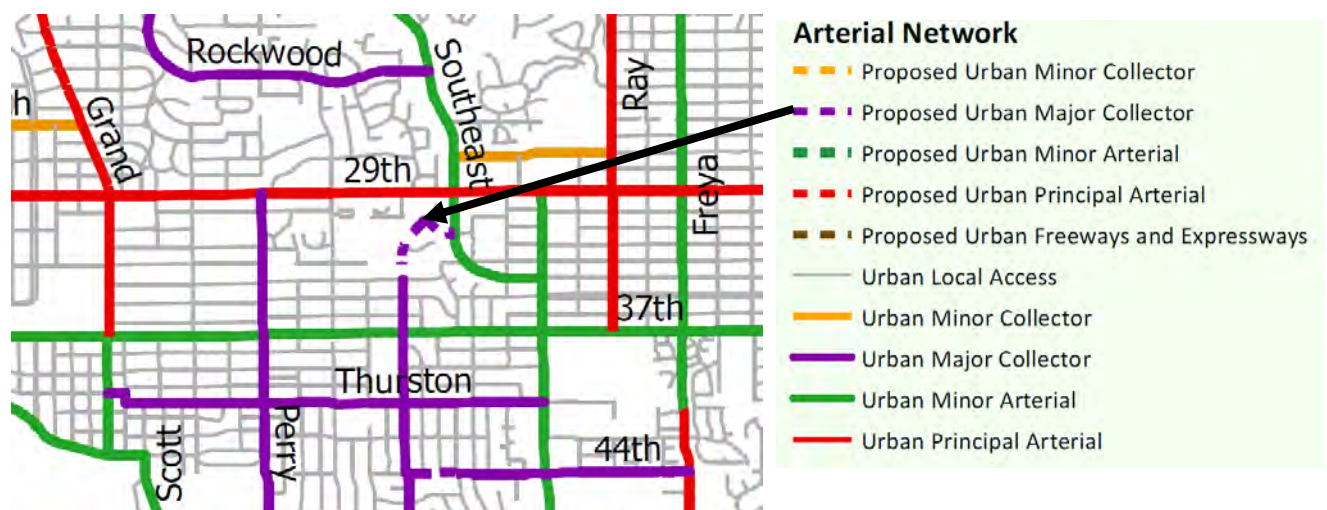 Rockwood
Southeast
Ray
h
Grand
29th
Freya
37th
Thurston
Perry
Scott
44th
Arterial Network
Proposed Urban Minor Collector
Proposed Urban Major Collector
Proposed Urban Minor Arterial
Proposed Urban Principal Arterial
Proposed Urban Freeways and Expressways
Urban Local Access
Urban Minor Collector
Urban Major Collector
Urban Minor Arterial
Urban Principal Arterial